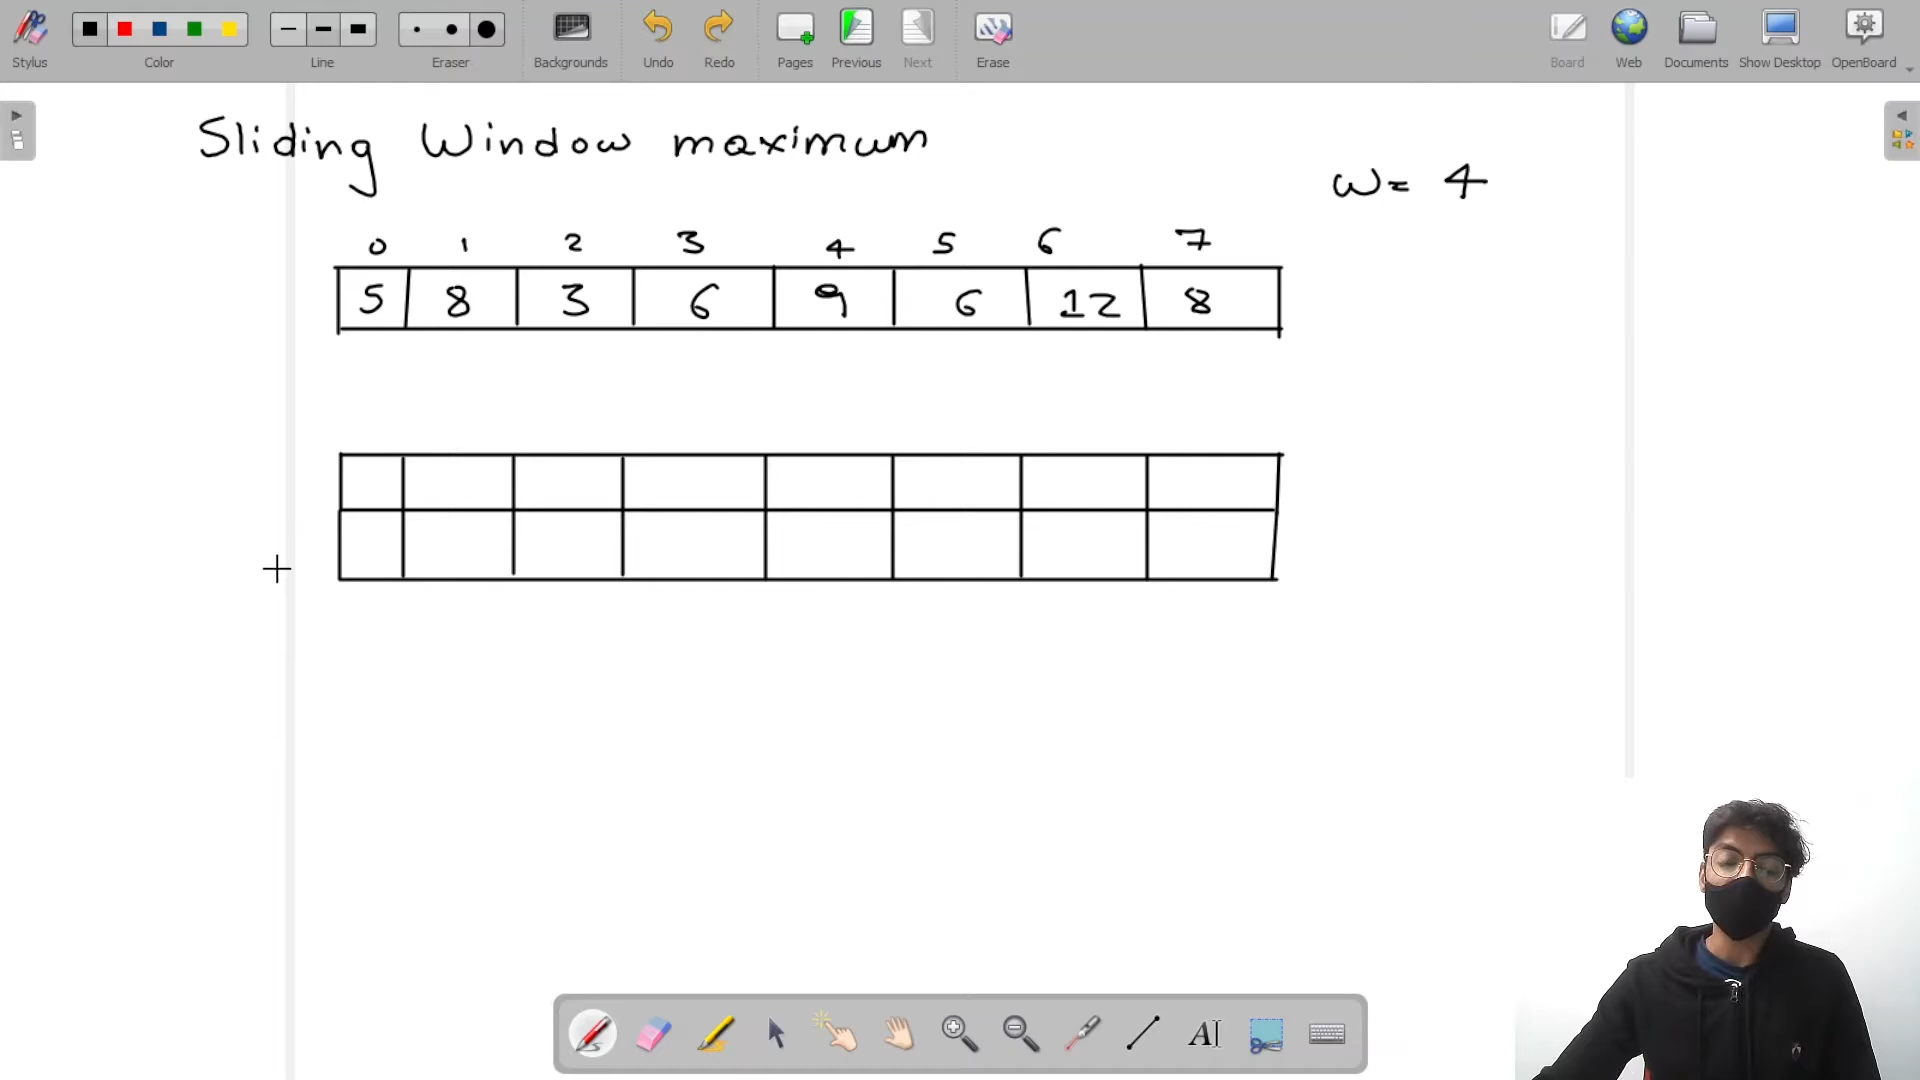 Stylus Color Line Eraser Backgrounds Undo Redo Pages Previous Next Erase Board Web Documents Show Desktop OpenBoard
Sliding Window maximum
w= 4
0 1 2 3 4 5 6 7
5 8 3 6 9 6 12 8
A